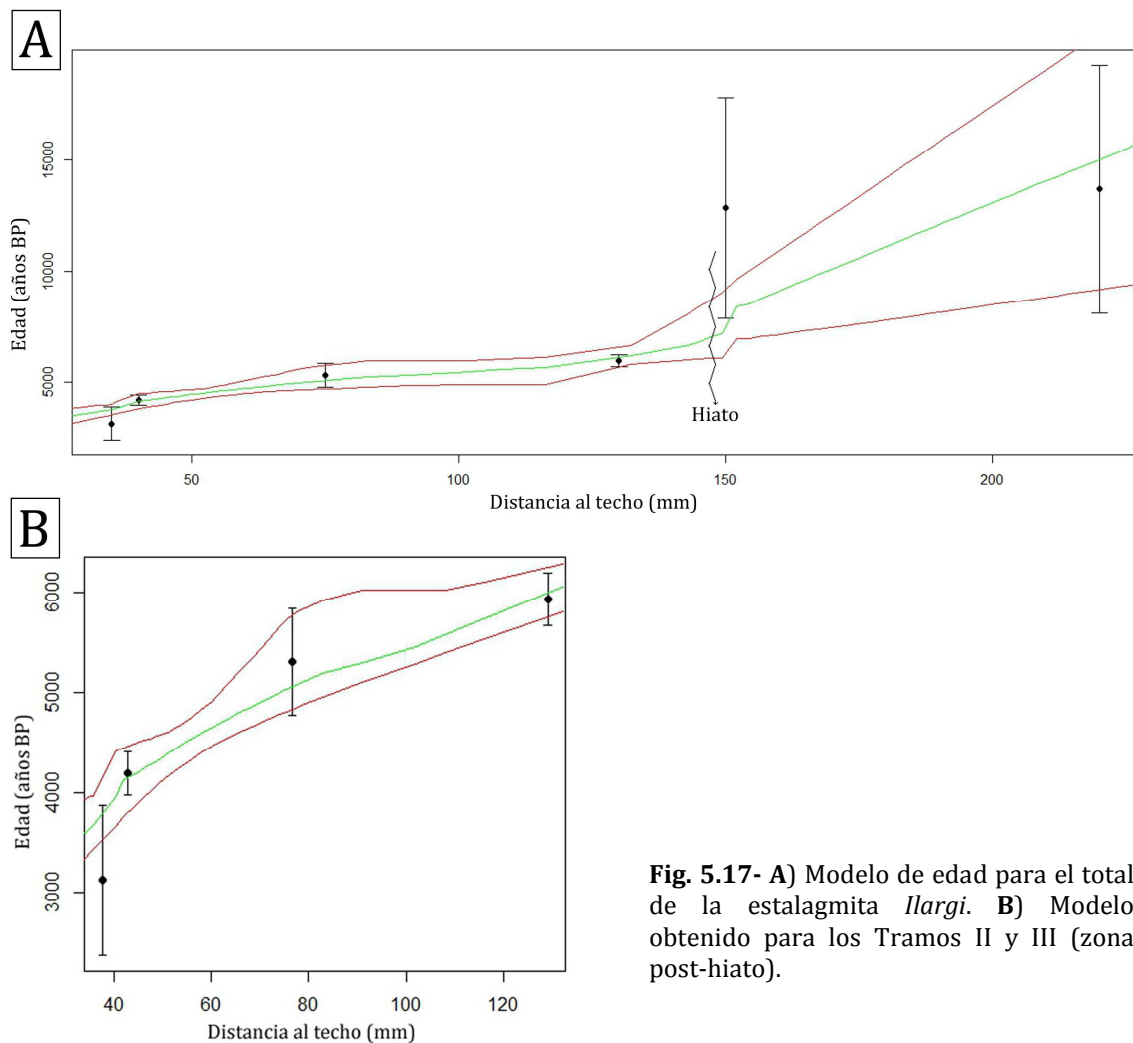 A
Edad (años BP)
15000
10000
5000
Hiato
50
100
150
200
Distancia al techo (mm)
B
Edad (años BP)
6000
5000
4000
3000
40
60
80
100
120
Distancia al techo (mm)
Fig. 5.17- A) Modelo de edad para el total
de la estalagmita Ilargi. B) Modelo
obtenido para los Tramos II y III (zona
post-hiato).